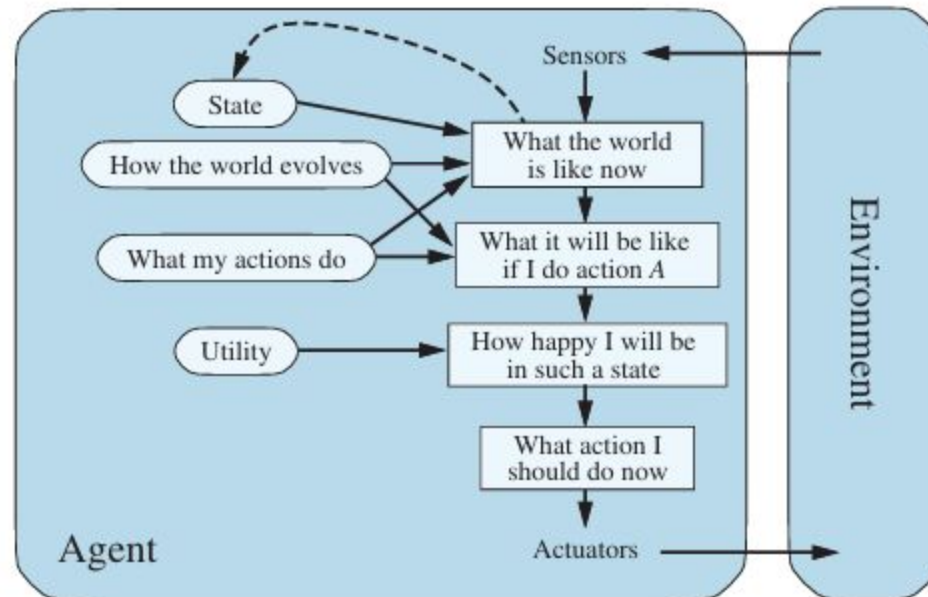 Sensors
State
What the world
is like now
How the world evolves
What it will be like
if I do action A
What my actions do
How happy I will be
in such a state
Utility
What action I
should do now
Agent
Actuators
Environment